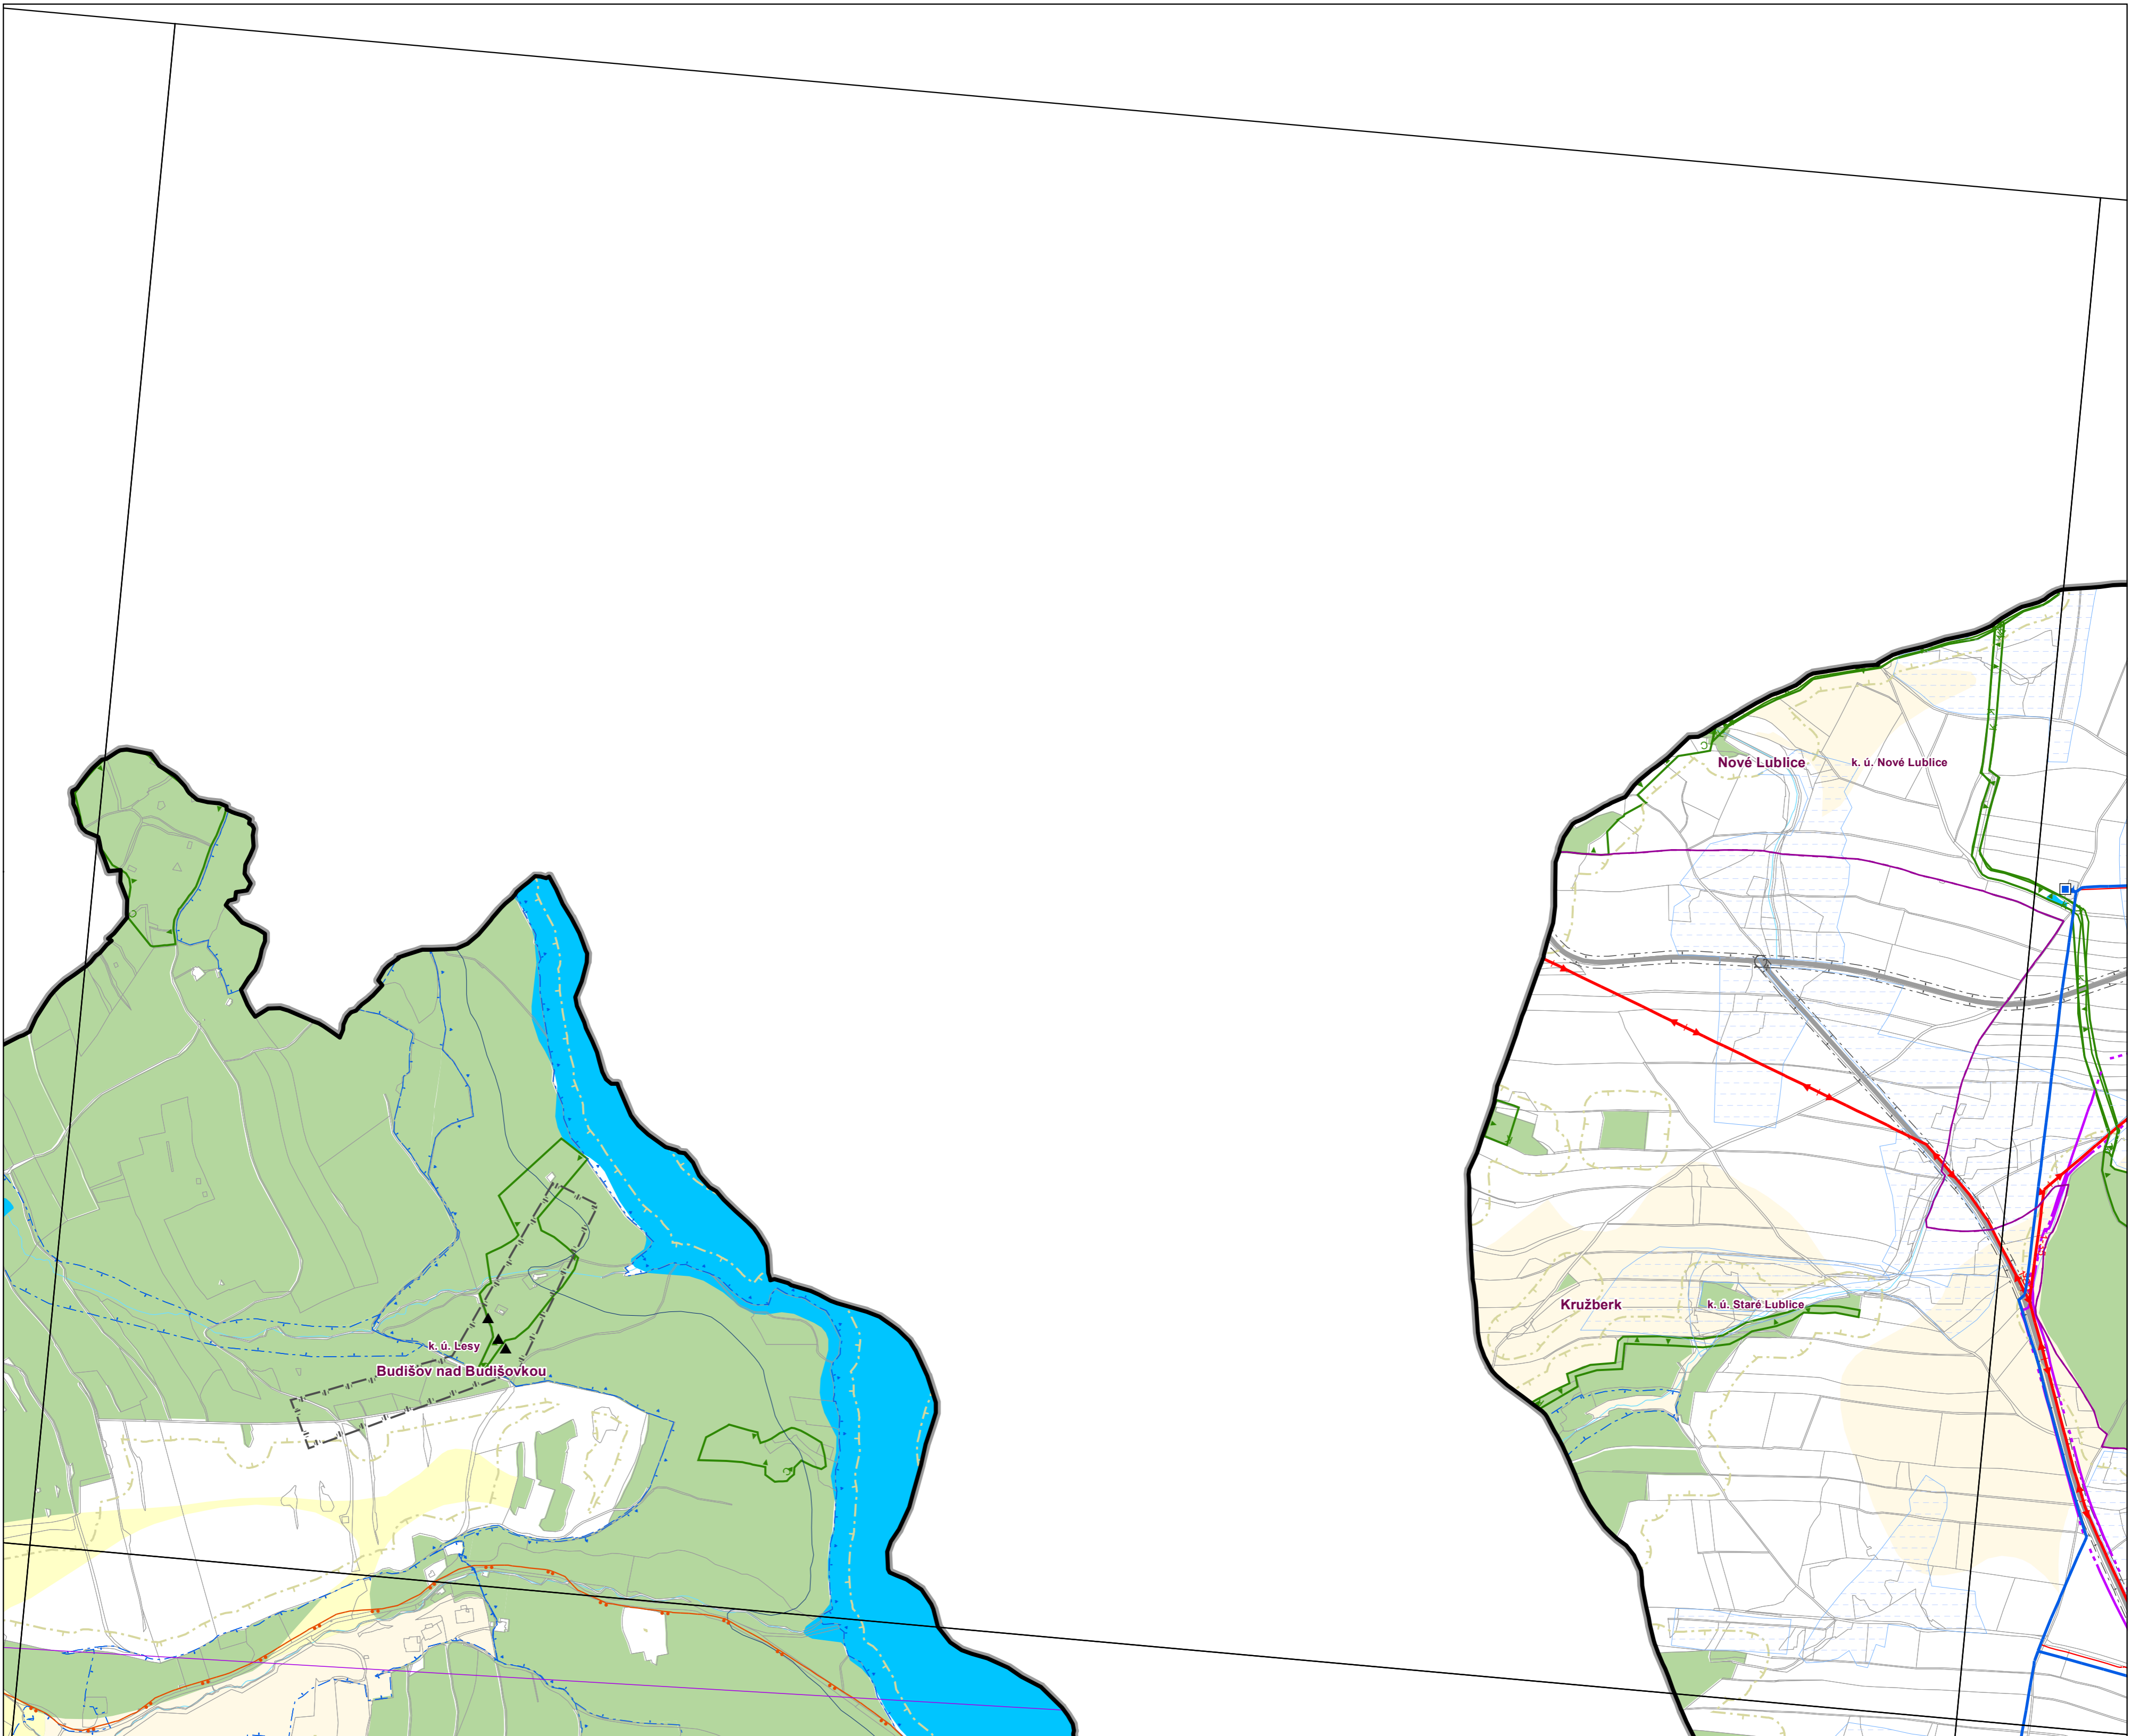 Nové Lublice
k. ú. Nové Lublice
Kružberk
k. ú. Staré Lublice
k. ú. Lesy
Budišov nad Budišovkou